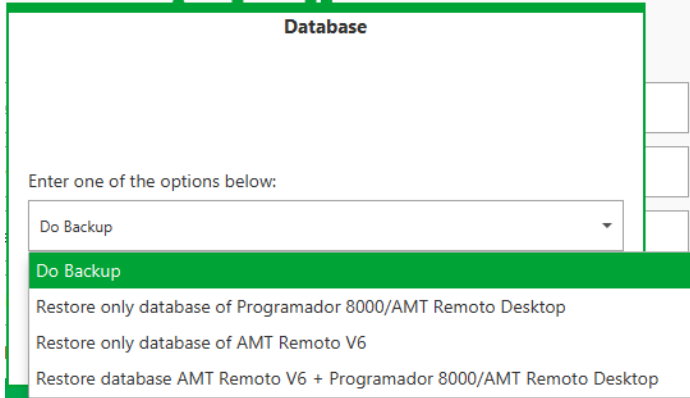 Database
Enter one of the options below:
Do Backup
Do Backup
Restore only database of Programador 8000/AMT Remoto Desktop
Restore only database of AMT Remoto V6
Restore database AMT Remoto V6 + Programador 8000/AMT Remoto Desktop